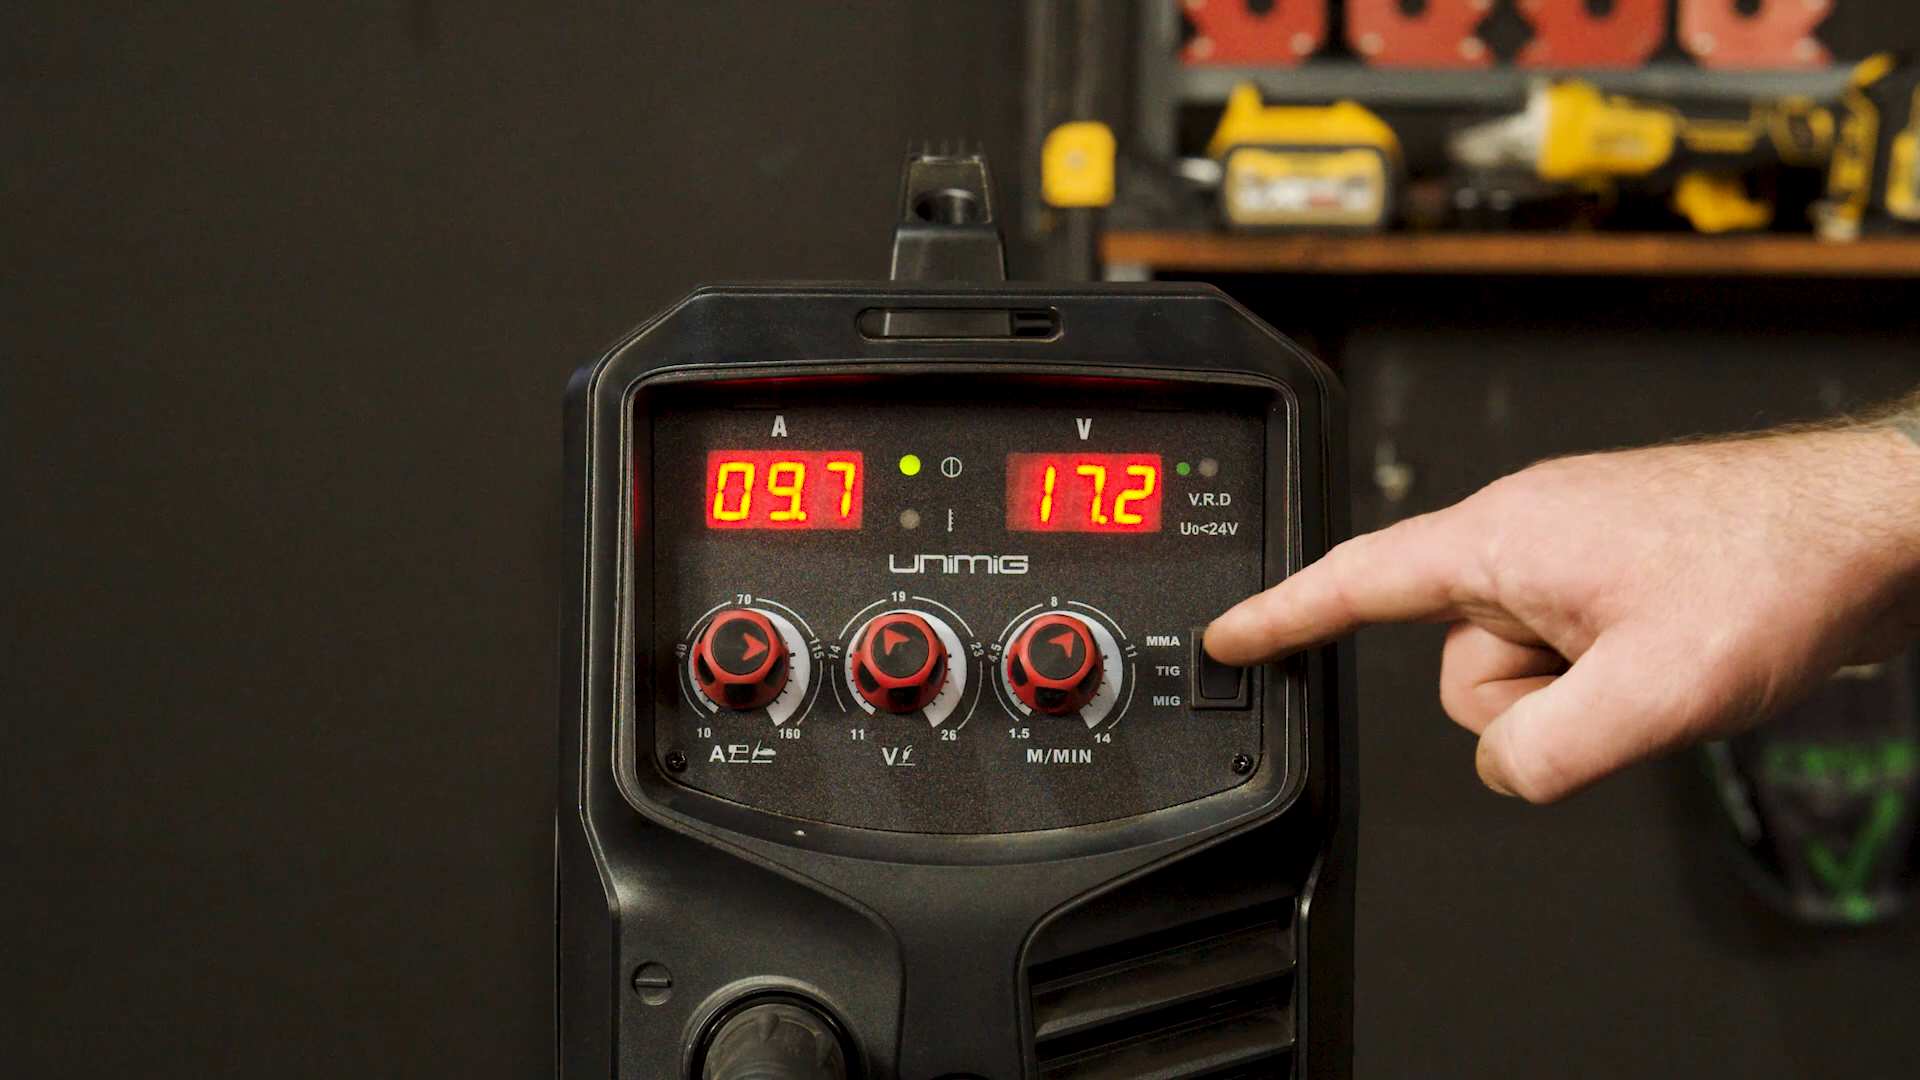 A V
09.7 17.2
V.R.D
U0<24V
UNIMIG
70 19 8
40 115 14 23 4.5 11
MMA
TIG
MIG
10 160 11 26 1.5 14
A V M/MIN